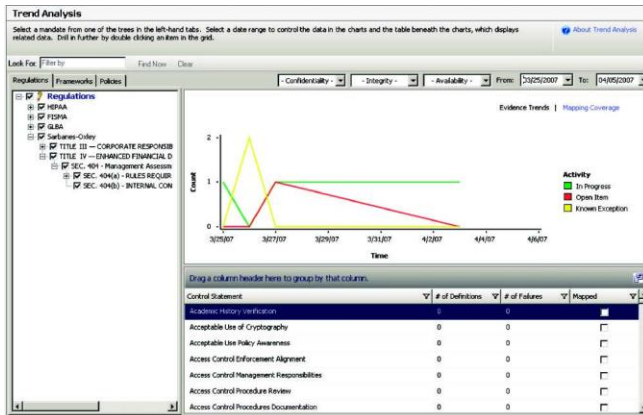 Trend Analysis
Select a mandate from one of the trees in the left-hand tabs. Select a date range to control the data in the charts and the table beneath the charts, which displays
related data. Drill in further by double clicking an item in the grid.
About Trend Analysis
Look For: Filter by Find Now Clear
Regulations Frameworks Policies
- Confidentiality - - Integrity - - Availability - From: 03/25/2007 To: 04/05/2007
Regulations
HIPAA
FISMA
GLBA
Sarbanes-Oxley
TITLE III — CORPORATE RESPONSIB
TITLE IV — ENHANCED FINANCIAL D
SEC. 404 - Management Assessm
SEC. 404(a) - RULES REQUIR
SEC. 404(b) - INTERNAL CON
Evidence Trends | Mapping Coverage
2
1
0
Count
3/25/07 3/27/07 3/29/07 3/31/07 4/2/07 4/4/07 4/6/07
Time
Activity
In Progress
Open Item
Known Exception
Drag a column header here to group by that column.
Control Statement # of Definitions # of Failures Mapped
Academic History Verification 0 0
Acceptable Use of Cryptography 0 0
Acceptable Use Policy Awareness 0 0
Access Control Enforcement Alignment 0 0
Access Control Management Responsibilities 0 0
Access Control Procedure Review 0 0
Access Control Procedures Documentation 0 0